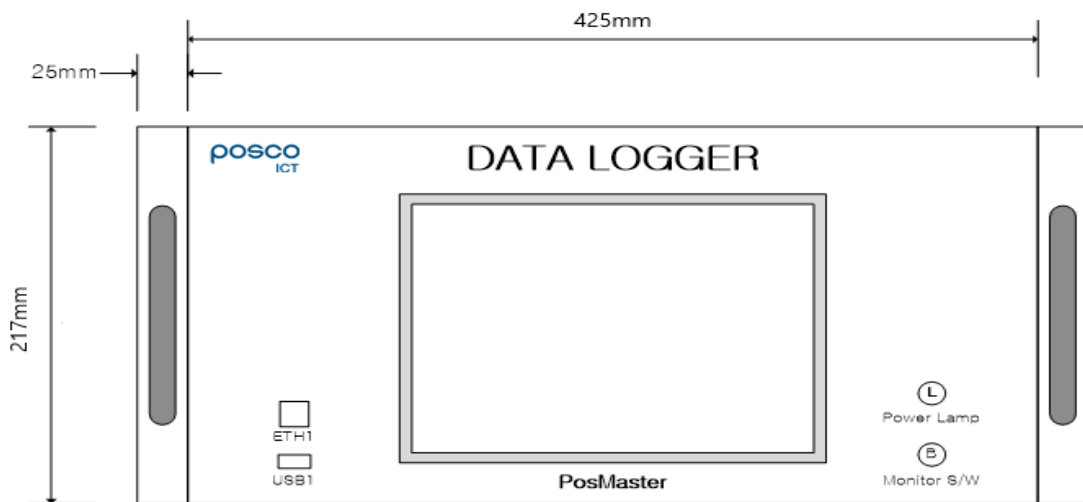 425mm
25mm
posco
ICT
DATA LOGGER
217mm
L
Power Lamp
ETH1
B
Monitor S/W
USB1
PosMaster